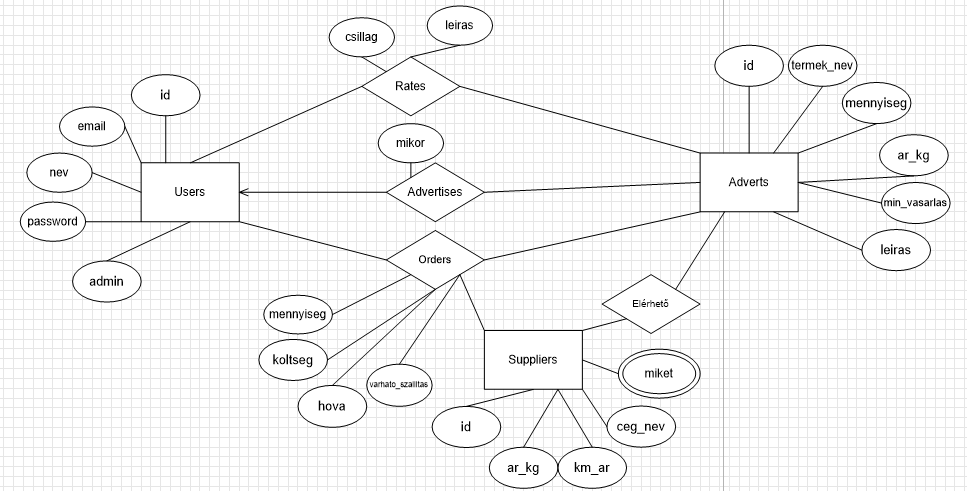 leiras
csillag
id
termek_nev
Rates
id
mennyiseg
email
mikor
ar_kg
nev
Users
Advertises
Adverts
min_vasarlas
password
leiras
Orders
admin
Elérhető
mennyiseg
koltseg
Suppliers
miket
varhato_szallitas
hova
id
ceg_nev
ar_kg
km_ar